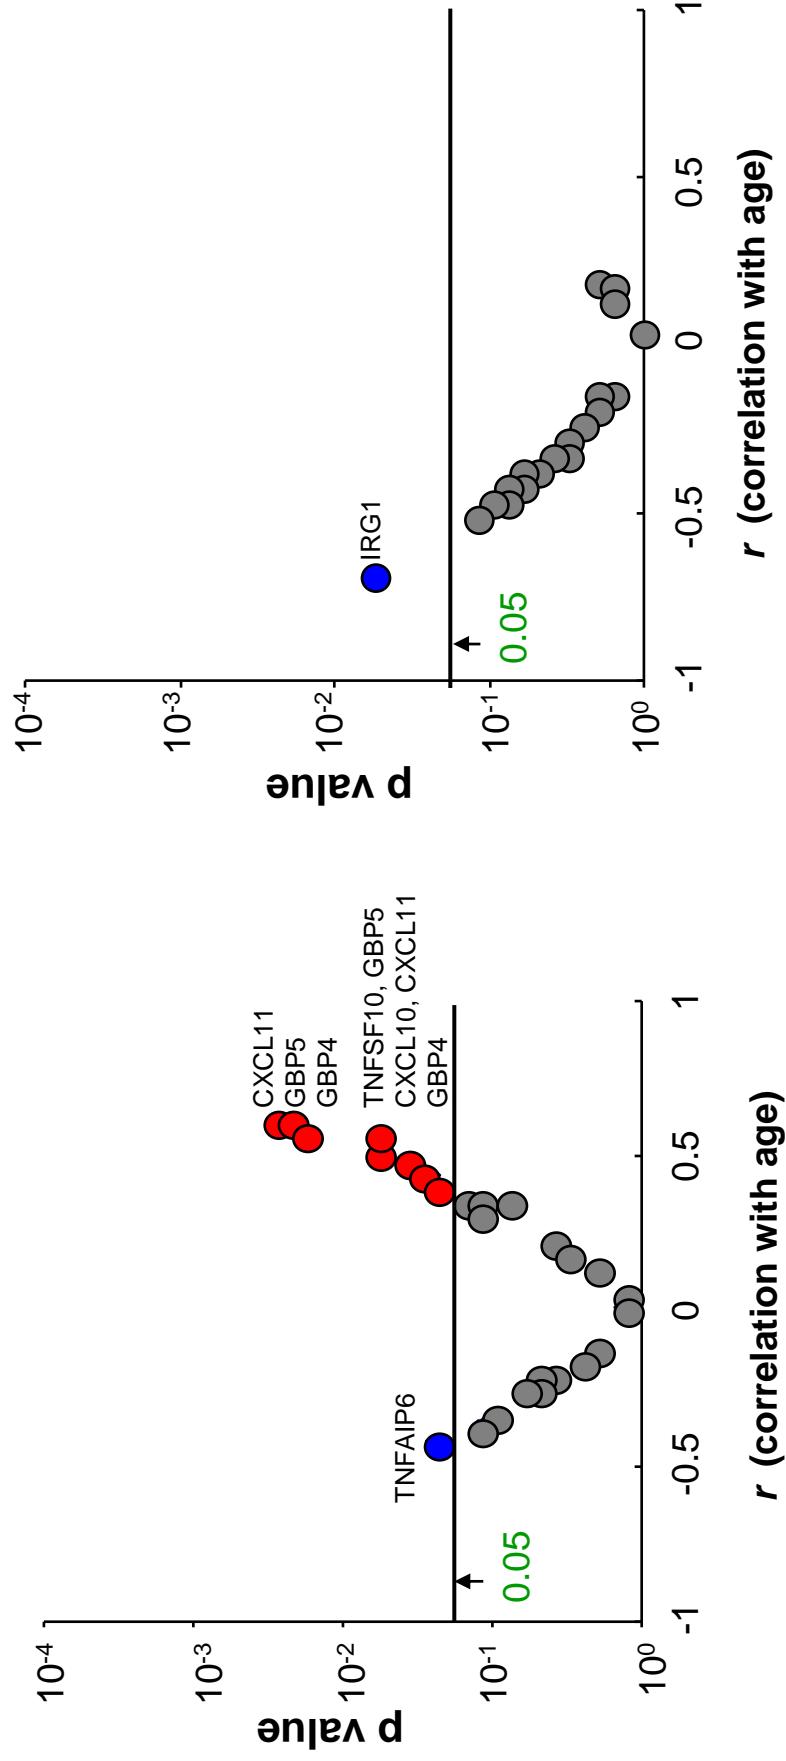 10-4
10-3
10-2
10-1
100
p value
TNFAIP6
CXCL11
GBP5
GBP4
TNFSF10, GBP5
CXCL10, CXCL11
GBP4
0.05
-1
-0.5
0
0.5
1
r (correlation with age)
10-4
10-3
10-2
10-1
100
p value
IRG1
0.05
-1
-0.5
0
0.5
1
r (correlation with age)